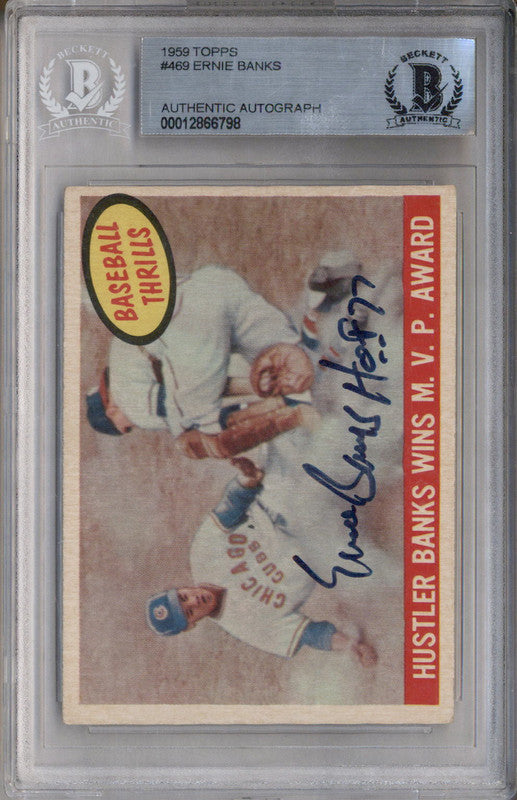 BECKETT
B
AUTHENTIC
1959 TOPPS
#469 ERNIE BANKS
AUTHENTIC AUTOGRAPH
00012866798
BECKETT
B
AUTHENTIC
BASEBALL
THRILLS
CHICAGO
CUBS
Ernie Banks HOF 77
HUSTLER BANKS WINS M. V. P. AWARD